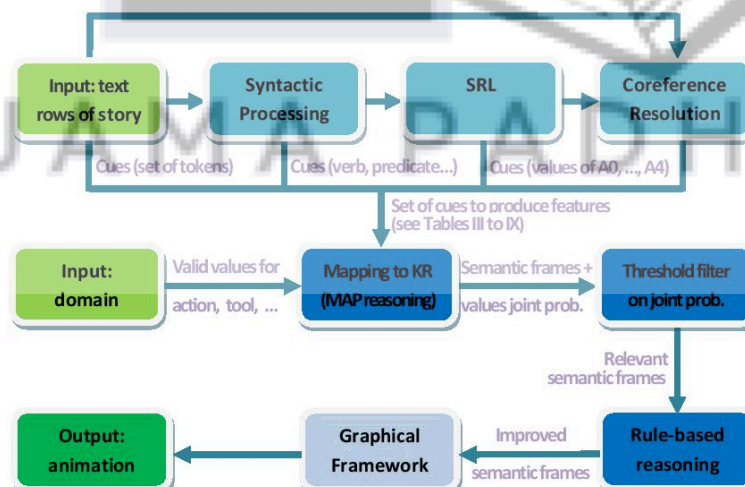 Input: text
rows of story
Syntactic
Processing
SRL
Coreference
Resolution
JAMA PADH
Cues (set of tokens)
Cues (verb, predicate...)
Cues (values of A0, ..., A4)
Set of cues to produce features
(see Tables III to IX)
Input:
domain
Valid values for
action, tool, ...
Mapping to KR
(MAP reasoning)
Semantic frames +
values joint prob.
Threshold filter
on joint prob.
Relevant
semantic frames
Output:
animation
Graphical
Framework
Improved
semantic frames
Rule-based
reasoning